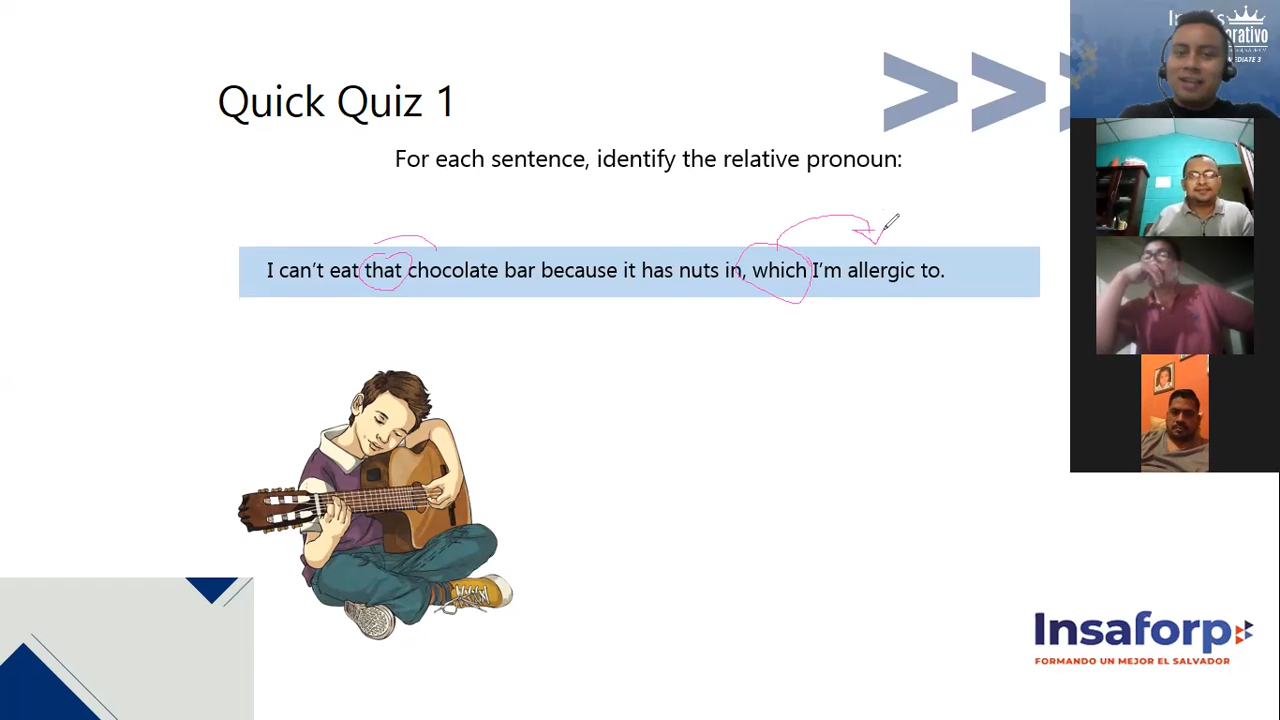 Quick Quiz 1
For each sentence, identify the relative pronoun:
I can't eat that chocolate bar because it has nuts in, which I'm allergic to.
Insaforp
FORMANDO UN MEJOR EL SALVADOR